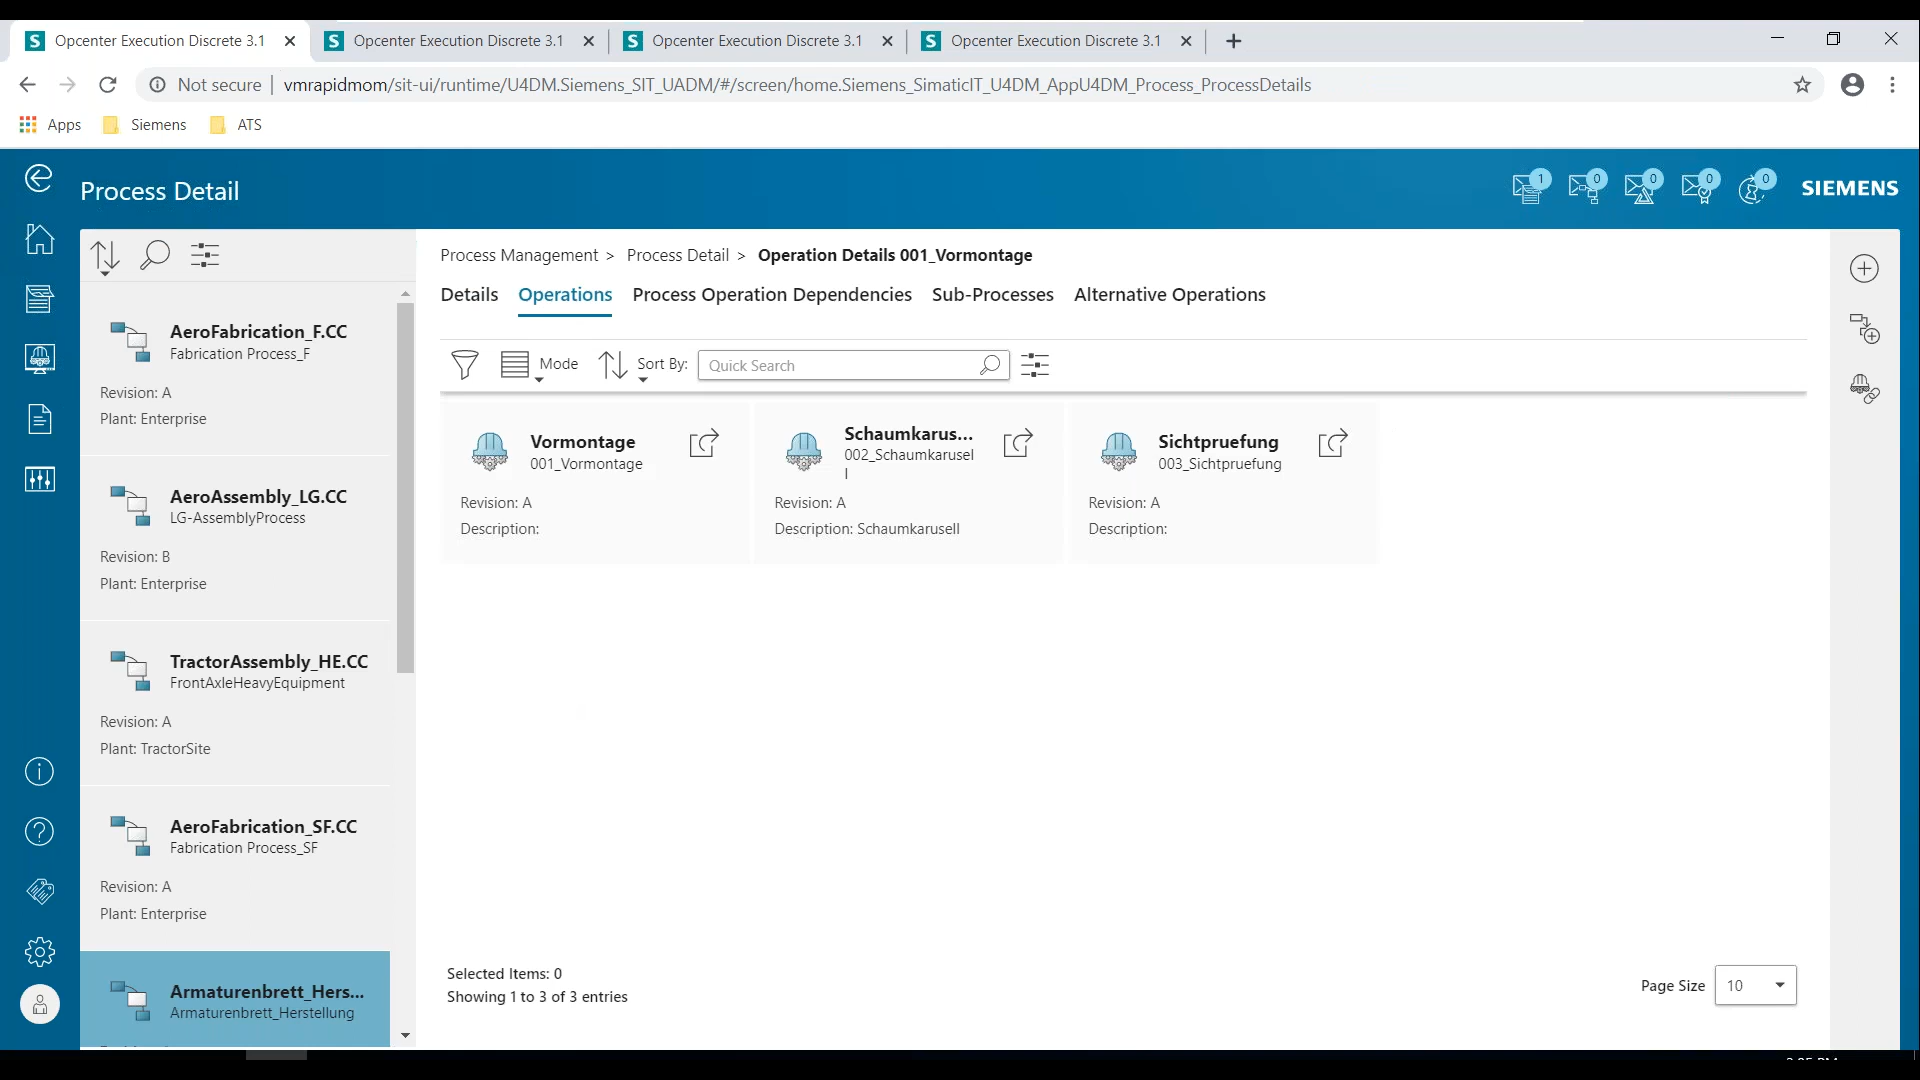 Opcenter Execution Discrete 3.1
Opcenter Execution Discrete 3.1
Opcenter Execution Discrete 3.1
Opcenter Execution Discrete 3.1
Not secure
vmrapidmom/sit-ui/runtime/U4DM.Siemens_SIT_UADM/#/screen/home.Siemens_SimaticIT_U4DM_AppU4DM_Process_ProcessDetails
Apps
Siemens
ATS
Process Detail
1
0
0
0
0
SIEMENS
AeroFabrication_F.CC
Fabrication Process_F
Revision: A
Plant: Enterprise
AeroAssembly_LG.CC
LG-AssemblyProcess
Revision: B
Plant: Enterprise
TractorAssembly_HE.CC
FrontAxleHeavyEquipment
Revision: A
Plant: TractorSite
AeroFabrication_SF.CC
Fabrication Process_SF
Revision: A
Plant: Enterprise
Armaturenbrett_Hers...
Armaturenbrett_Herstellung
Process Management > Process Detail > Operation Details 001_Vormontage
Details Operations Process Operation Dependencies Sub-Processes Alternative Operations
Mode Sort By: Quick Search
Vormontage
001_Vormontage
Revision: A
Description:
Schaumkarus...
002_Schaumkarusel
l
Revision: A
Description: Schaumkarusell
Sichtpruefung
003_Sichtpruefung
Revision: A
Description:
Selected Items: 0
Showing 1 to 3 of 3 entries
Page Size 10